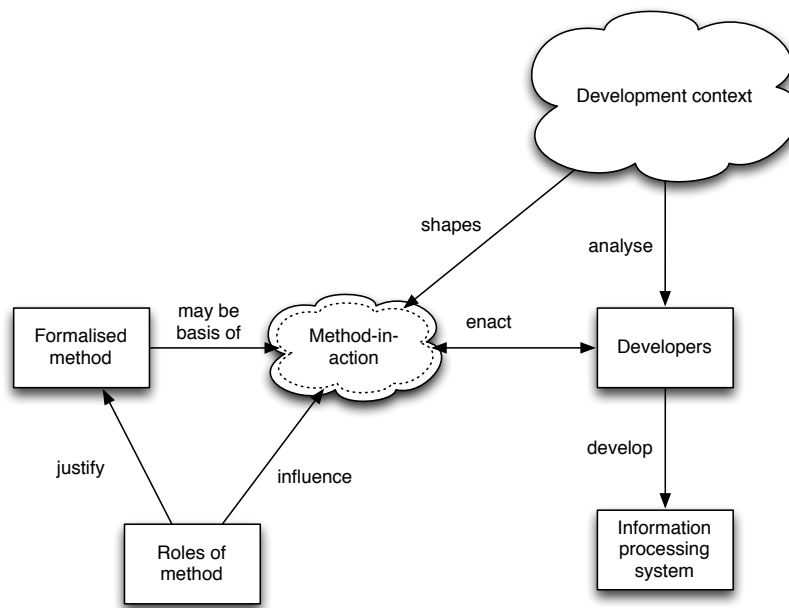 Development context
shapes
analyse
may be
basis of
Formalised
method
Method-in-
action
enact
Developers
justify
influence
develop
Roles of
method
Information
processing
system